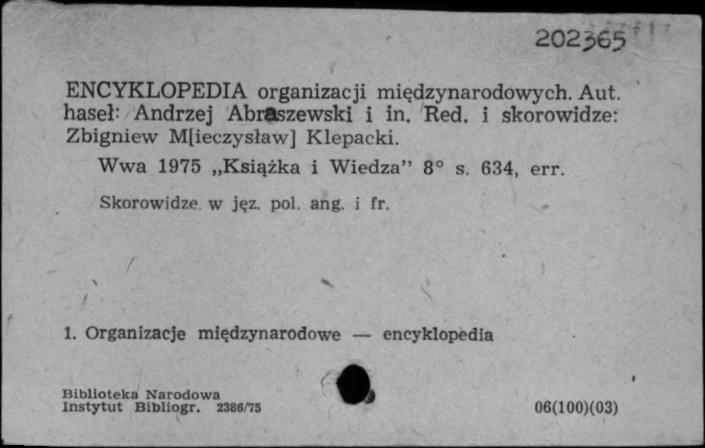 202365
ENCYKLOPEDIA organizacji międzynarodowych. Aut.
haseł: Andrzej Abraszewski i in. Red. i skorowidze:
Zbigniew M[ieczysław] Klepacki.
Wwa 1975 „Książka i Wiedza” 8° s. 634, err.
Skorowidze w jęz. pol. ang. i fr.
1. Organizacje międzynarodowe — encyklopedia
Biblioteka Narodowa
Instytut Bibliogr. 2386/75
06(100)(03)